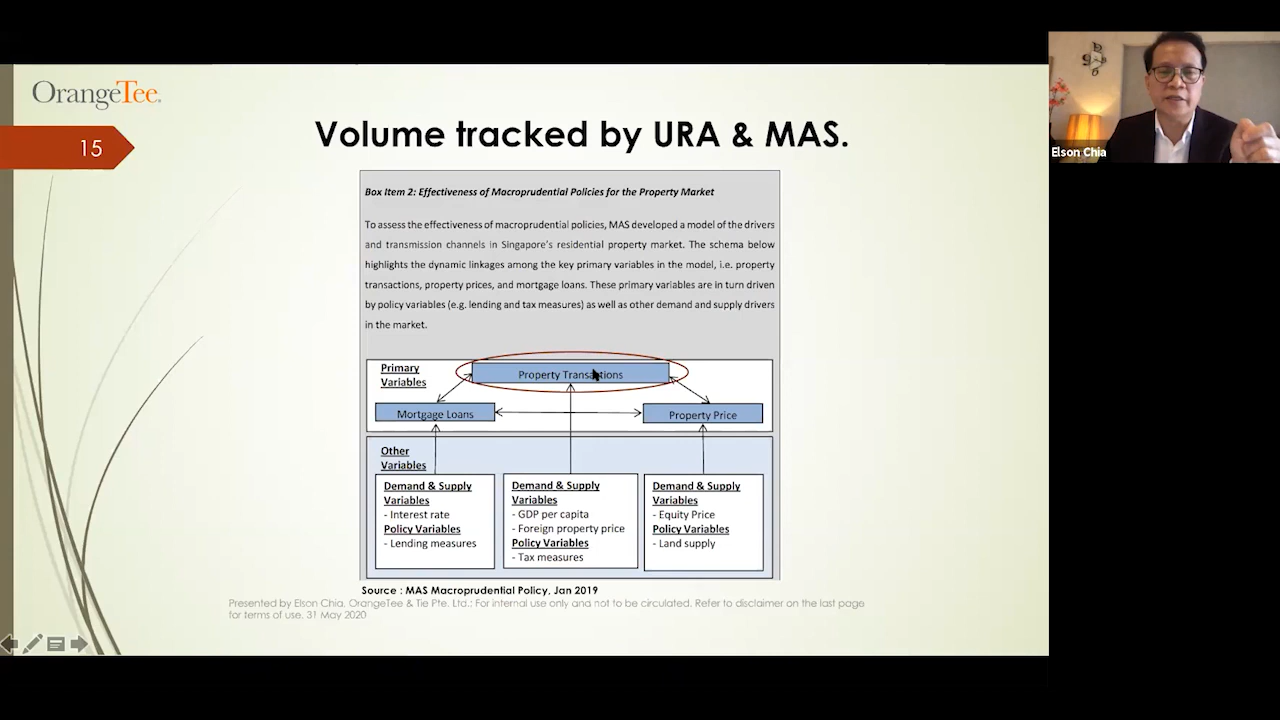 OrangeTee
15
Volume tracked by URA & MAS.
Box Item 2: Effectiveness of Macroprudential Policies for the Property Market
To assess the effectiveness of macroprudential policies, MAS developed a model of the drivers
and transmission channels in Singapore's residential property market. The schema below
highlights the dynamic linkages among the key primary variables in the model, i.e. property
transactions, property prices, and mortgage loans. These primary variables are in turn driven
by policy variables (e.g. lending and tax measures) as well as other demand and supply drivers
in the market.
Primary
Variables
Property Transactions
Mortgage Loans
Property Price
Other
Variables
Demand & Supply
Variables
- Interest rate
Policy Variables
- Lending measures
Demand & Supply
Variables
- GDP per capita
- Foreign property price
Policy Variables
- Tax measures
Demand & Supply
Variables
- Equity Price
Policy Variables
- Land supply
Source : MAS Macroprudential Policy, Jan 2019
Presented by Elson Chia, OrangeTee & Tie Pte. Ltd.; For internal use only and not to be circulated. Refer to disclaimer on the last page
for terms of use. 31 May 2020
Elson Chia